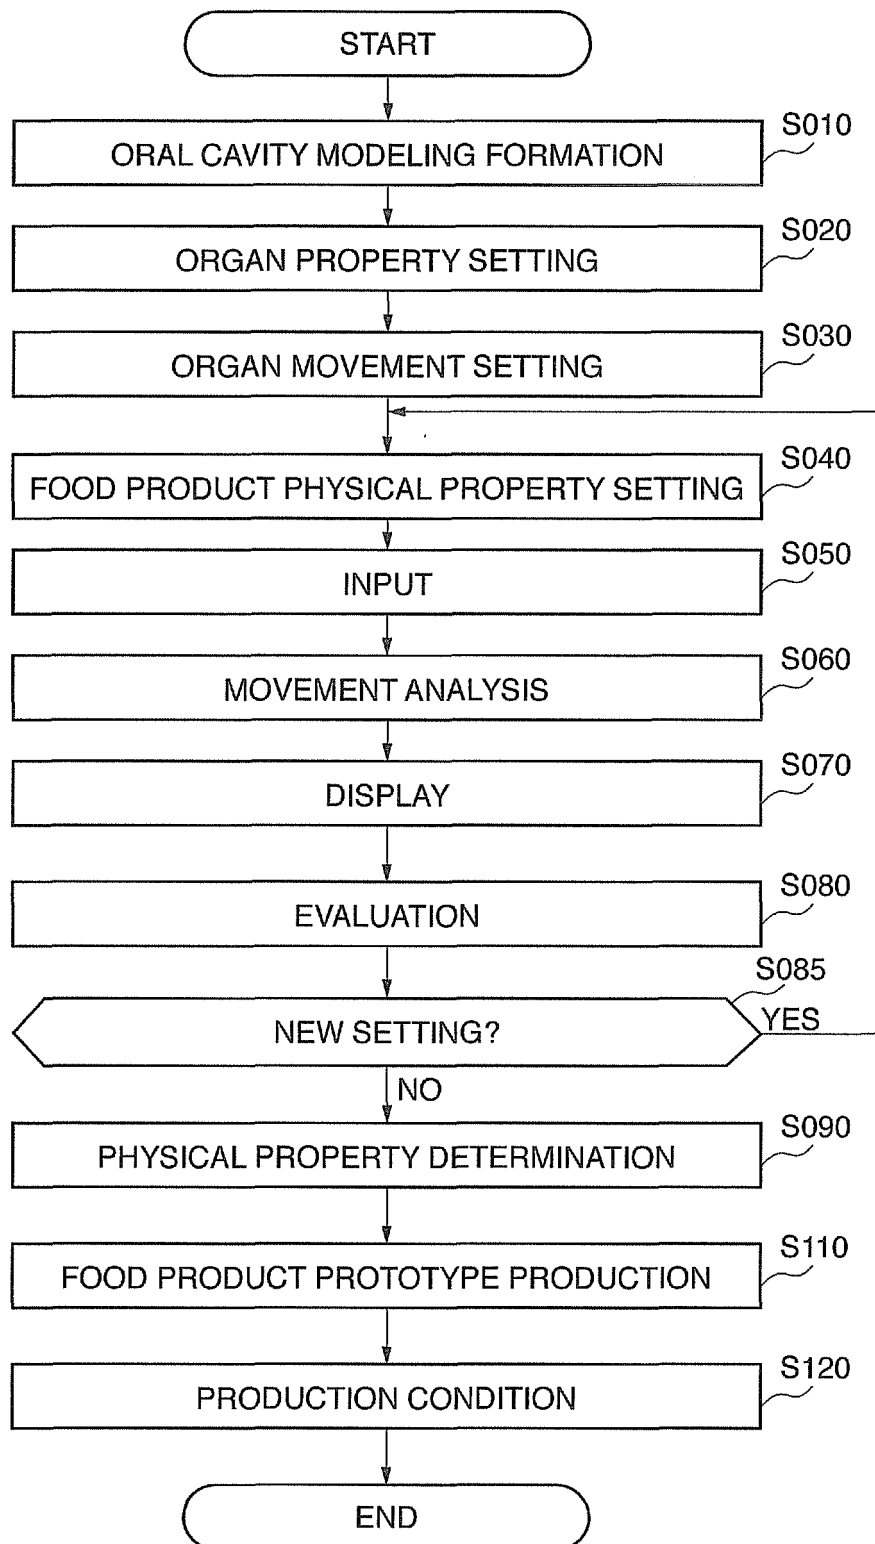 START
S010
ORAL CAVITY MODELING FORMATION
S020
ORGAN PROPERTY SETTING
S030
ORGAN MOVEMENT SETTING
S040
FOOD PRODUCT PHYSICAL PROPERTY SETTING
S050
INPUT
S060
MOVEMENT ANALYSIS
S070
DISPLAY
S080
EVALUATION
S085
NEW SETTING?
YES
NO
S090
PHYSICAL PROPERTY DETERMINATION
S110
FOOD PRODUCT PROTOTYPE PRODUCTION
S120
PRODUCTION CONDITION
END